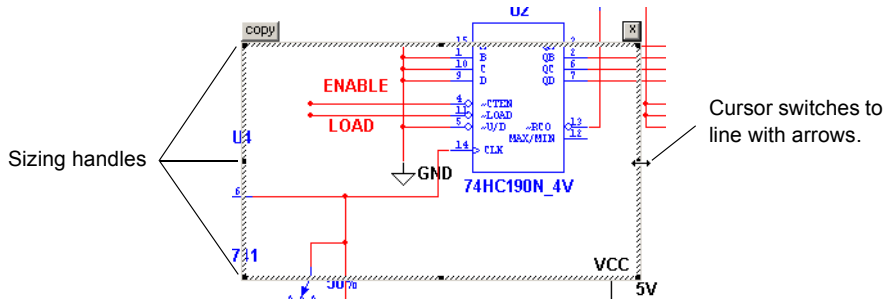 U2
copy
x
15
1 B QB 2
10 C QC 6
9 D QD 7
ENABLE
4 ~CTEN
11 ~LOAD
LOAD
5 ~U/D ~RCO 13
MAX/MIN 12
14 CLK
U4
GND
74HC190N_4V
6
741
VCC
5V
Sizing handles
Cursor switches to
line with arrows.